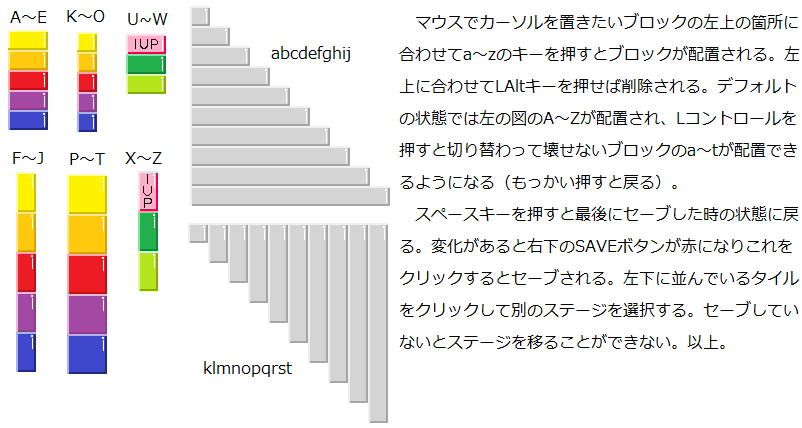 A～E
K～O
U～W
1UP
F～J
P～T
X～Z
1UP
abcdefghij
klmnopqrst
　マウスでカーソルを置きたいブロックの左上の箇所に
合わせてa～zのキーを押すとブロックが配置される。左
上に合わせてLAltキーを押せば削除される。デフォルト
の状態では左の図のA～Zが配置され、Lコントロールを
押すと切り替わって壊せないブロックのa～tが配置でき
るようになる（もっかい押すと戻る）。
　スペースキーを押すと最後にセーブした時の状態に戻
る。変化があると右下のSAVEボタンが赤になりこれを
クリックするとセーブされる。左下に並んでいるタイル
をクリックして別のステージを選択する。セーブしてい
ないとステージを移ることができない。以上。